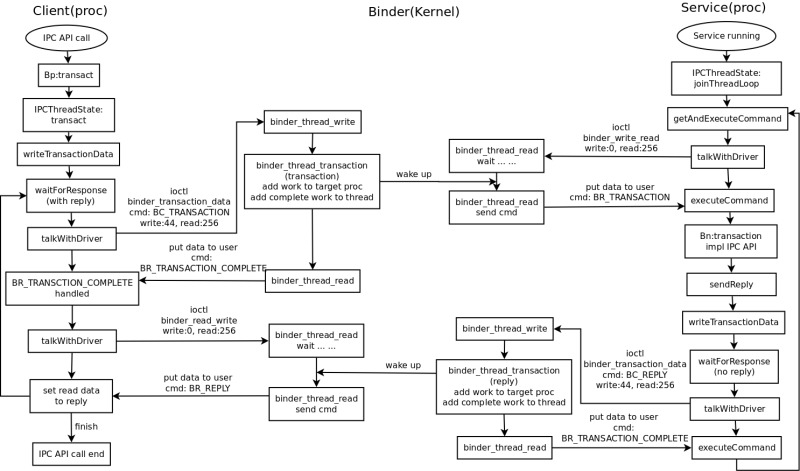 Client(proc)
Binder(Kernel)
Service(proc)
IPC API call
Bp:transact
IPCThreadState:
transact
writeTransactionData
waitForResponse
(with reply)
talkWithDriver
BR_TRANSCTION_COMPLETE
handled
talkWithDriver
set read data
to reply
finish
IPC API call end
ioctl
binder_transaction_data
cmd: BC_TRANSACTION
write:44, read:256
put data to user
cmd:
BR_TRANSACTION_COMPLETE
ioctl
binder_read_write
write:0, read:256
put data to user
cmd: BR_REPLY
binder_thread_write
binder_thread_transaction
(transaction)
add work to target proc
add complete work to thread
binder_thread_read
binder_thread_read
wait ... ...
binder_thread_read
send cmd
wake up
wake up
binder_thread_read
wait ... ...
binder_thread_read
send cmd
binder_thread_write
binder_thread_transaction
(reply)
add work to target proc
add complete work to thread
binder_thread_read
ioctl
binder_write_read
write:0, read:256
put data to user
cmd: BR_TRANSACTION
ioctl
binder_transaction_data
cmd: BC_REPLY
write:44, read:256
put data to user
cmd:
BR_TRANSACTION_COMPLETE
Service running
IPCThreadState:
joinThreadLoop
getAndExecuteCommand
talkWithDriver
executeCommand
Bn:transaction
impl IPC API
sendReply
writeTransactionData
waitForResponse
(no reply)
talkWithDriver
executeCommand